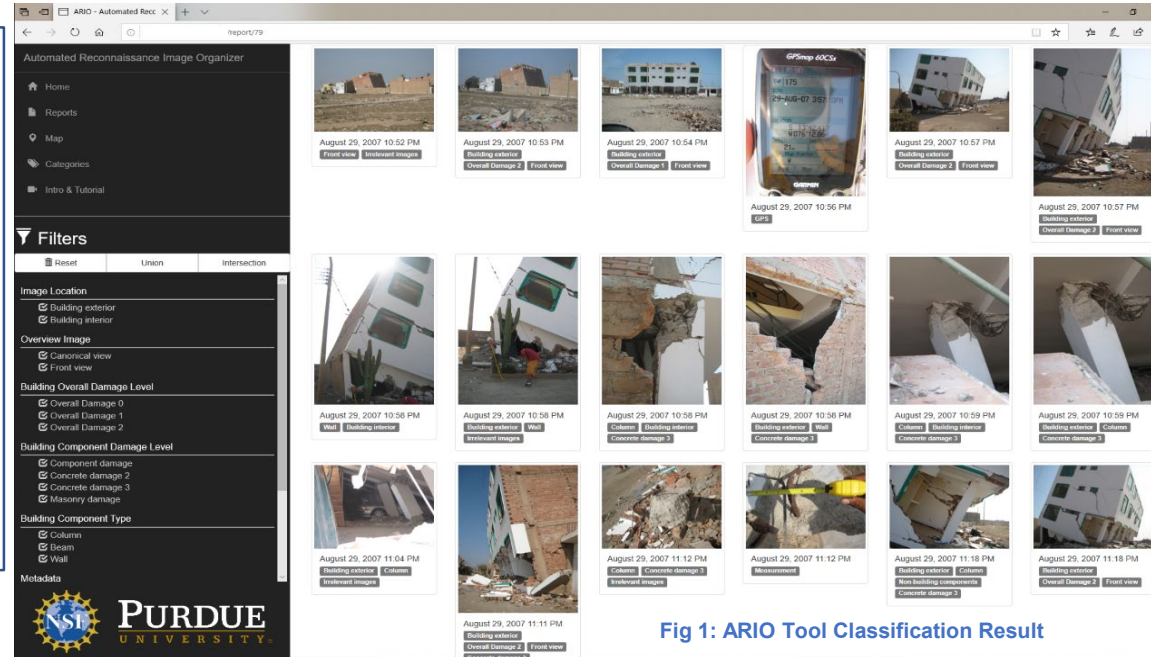 ARIO - Automated Recc
/report/79
Automated Reconnaissance Image Organizer
Home
Reports
Map
Categories
Intro & Tutorial
Filters
Reset Union Intersection
Image Location
Building exterior
Building interior
Overview Image
Canonical view
Front view
Building Overall Damage Level
Overall Damage 0
Overall Damage 1
Overall Damage 2
Building Component Damage Level
Component damage
Concrete damage 2
Concrete damage 3
Masonry damage
Building Component Type
Column
Beam
Wall
Metadata
NSF
PURDUE
UNIVERSITY
August 29, 2007 10:52 PM
Front view Irrelevant images
August 29, 2007 10:53 PM
Building exterior
Overall Damage 2 Front view
August 29, 2007 10:54 PM
Building exterior
Overall Damage 1 Front view
GPSmap 60CSx
175
29-AUG-07 3:57
GARMIN
August 29, 2007 10:56 PM
GPS
August 29, 2007 10:57 PM
Building exterior
Overall Damage 2 Front view
August 29, 2007 10:57 PM
Building exterior
Overall Damage 2 Front view
August 29, 2007 10:58 PM
Wall Building interior
August 29, 2007 10:58 PM
Building exterior Wall
Irrelevant images
August 29, 2007 10:58 PM
Column Building interior
Concrete damage 3
August 29, 2007 10:58 PM
Building exterior Wall
Concrete damage 3
August 29, 2007 10:59 PM
Column Building interior
Concrete damage 3
August 29, 2007 10:59 PM
Building exterior Column
Concrete damage 3
August 29, 2007 11:04 PM
Building exterior Column
Irrelevant images
August 29, 2007 11:11 PM
Building exterior
Overall Damage 2 Front view
Concrete damage 3
August 29, 2007 11:12 PM
Column Concrete damage 3
Irrelevant images
August 29, 2007 11:12 PM
Measurement
August 29, 2007 11:18 PM
Building exterior Column
Non building components
Concrete damage 3
August 29, 2007 11:18 PM
Building exterior
Overall Damage 2 Front view
Fig 1: ARIO Tool Classification Result